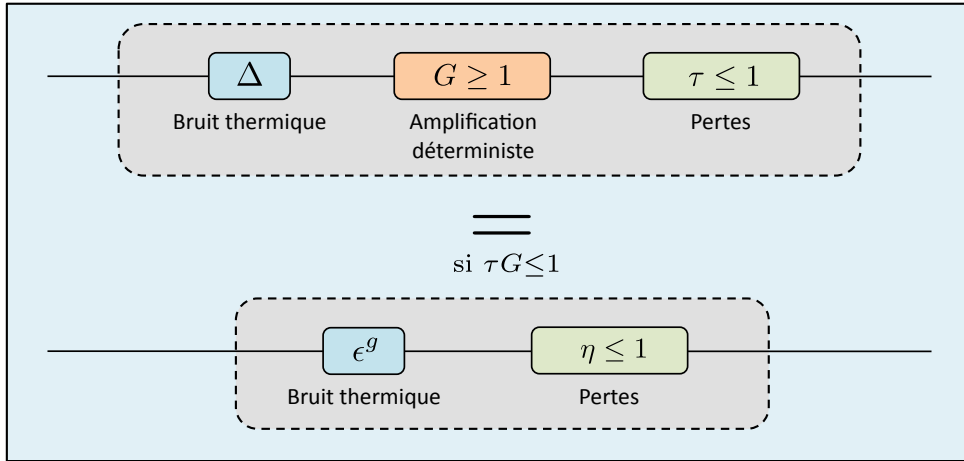 Δ G ≥ 1 τ ≤ 1
Bruit thermique Amplification Pertes
déterministe
=
si τG≤1
ϵ^g η ≤ 1
Bruit thermique Pertes